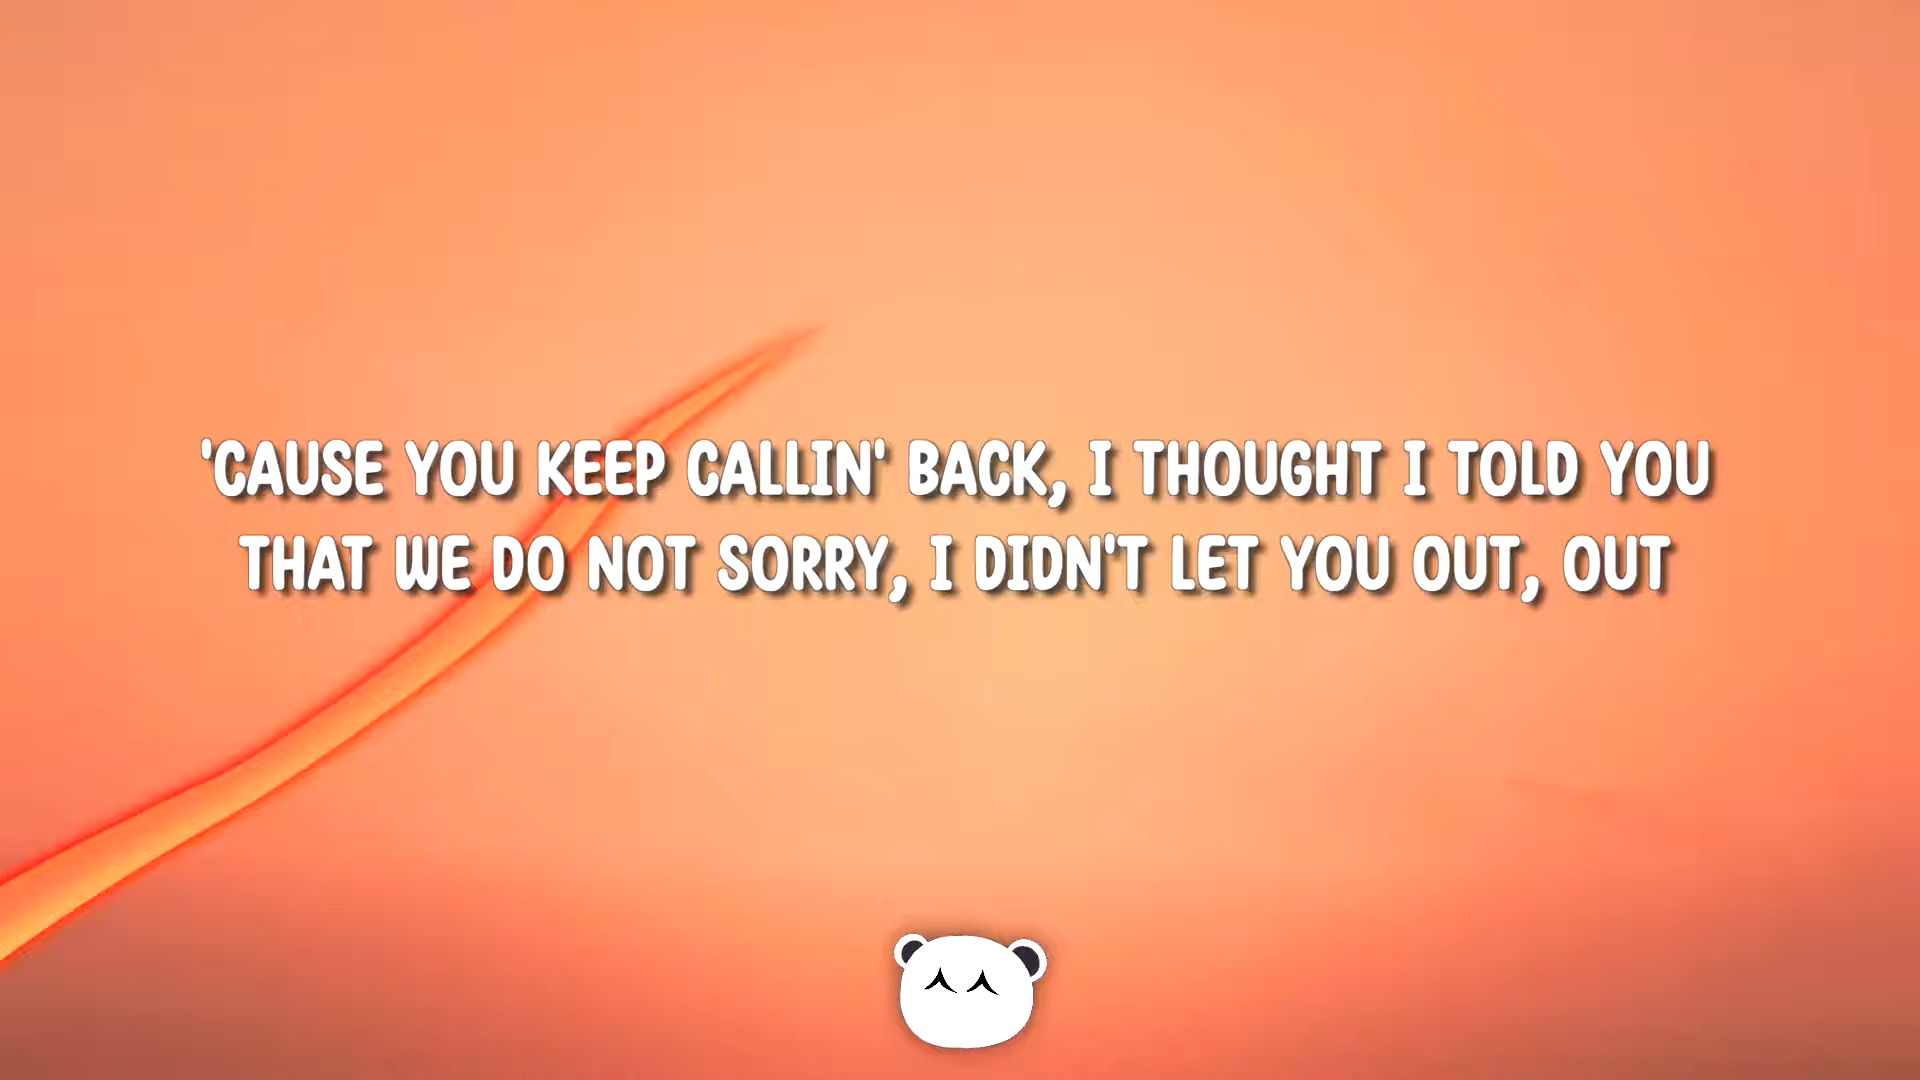 'CAUSE YOU KEEP CALLIN' BACK, I THOUGHT I TOLD YOU
THAT WE DO NOT SORRY, I DIDN'T LET YOU OUT, OUT